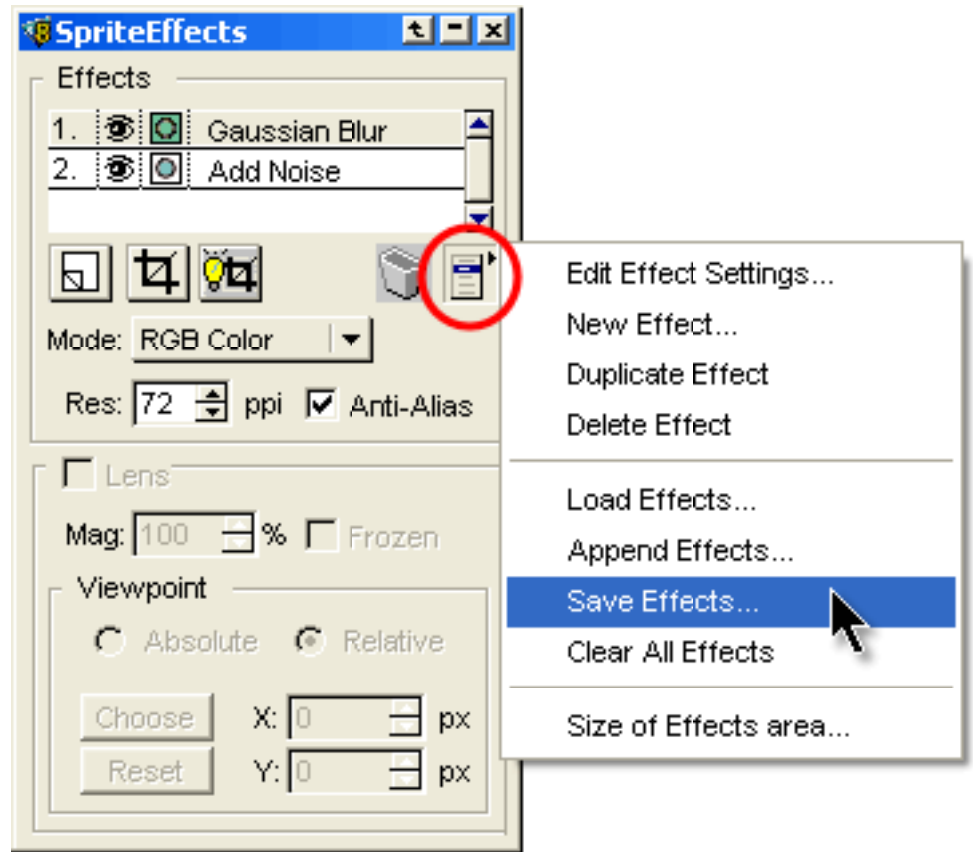 SpriteEffects
Effects
1. Gaussian Blur
2. Add Noise
Mode: RGB Color
Res: 72 ppi Anti-Alias
Lens
Mag: 100 % Frozen
Viewpoint
Absolute Relative
Choose X: 0 px
Reset Y: 0 px
Edit Effect Settings...
New Effect...
Duplicate Effect
Delete Effect
Load Effects...
Append Effects...
Save Effects...
Clear All Effects
Size of Effects area...